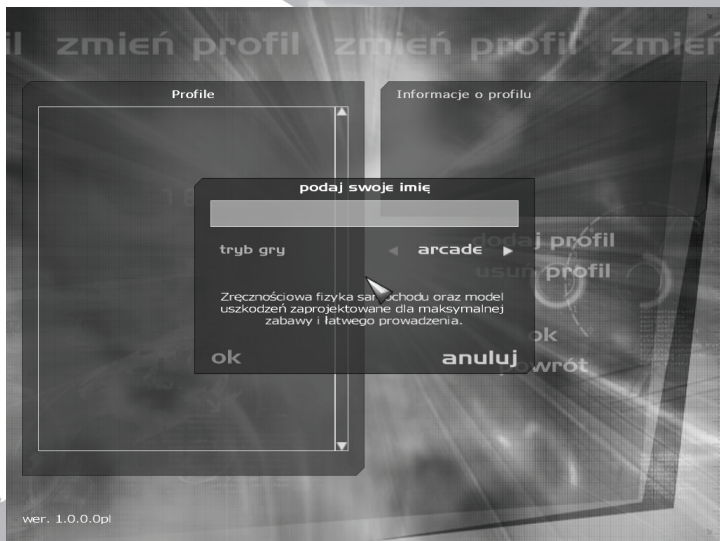 il zmień profil zmień profil zmień
Profile
Informacje o profilu
podaj swoje imię
tryb gry ◄ arcade ►
dodaj profil
usuń profil
Zręcznościowa fizyka samochodu oraz model
uszkodzeń zaprojektowane dla maksymalnej
zabawy i łatwego prowadzenia.
ok
anuluj
ok
powrót
wer. 1.0.0.0pl